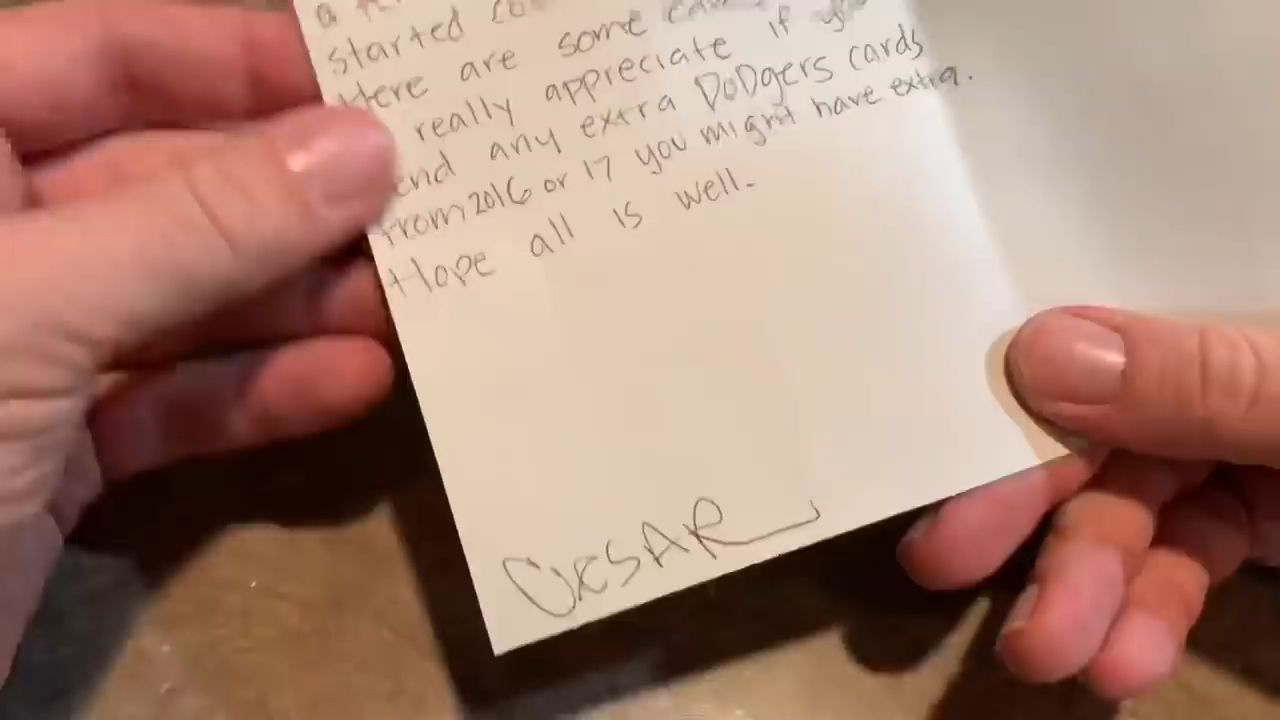 a
started
Here are some
really appreciate if you
any extra DoDgers cards
from 2016 or 17 you might have extra.
Hope all is well.
CESAR